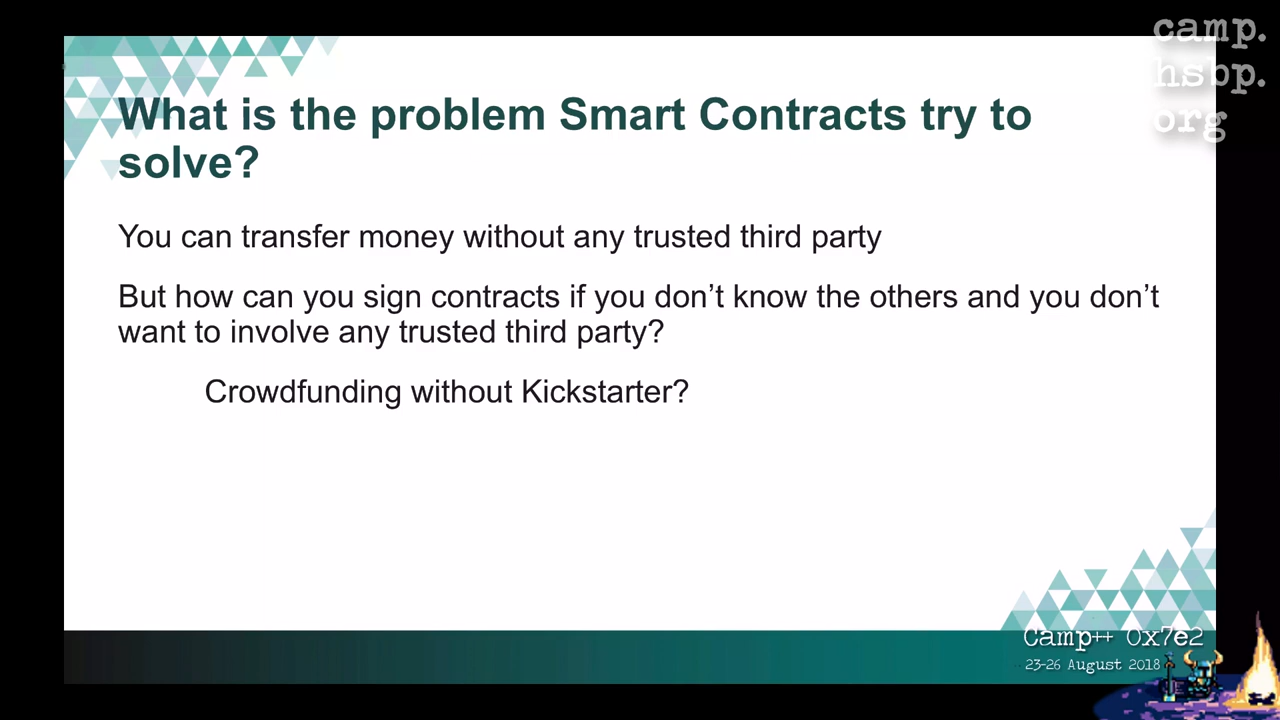 camp.
hsbp.
org
What is the problem Smart Contracts try to
solve?
You can transfer money without any trusted third party
But how can you sign contracts if you don’t know the others and you don’t
want to involve any trusted third party?
Crowdfunding without Kickstarter?
Camp++ 0x7e2
23-26 August 2018